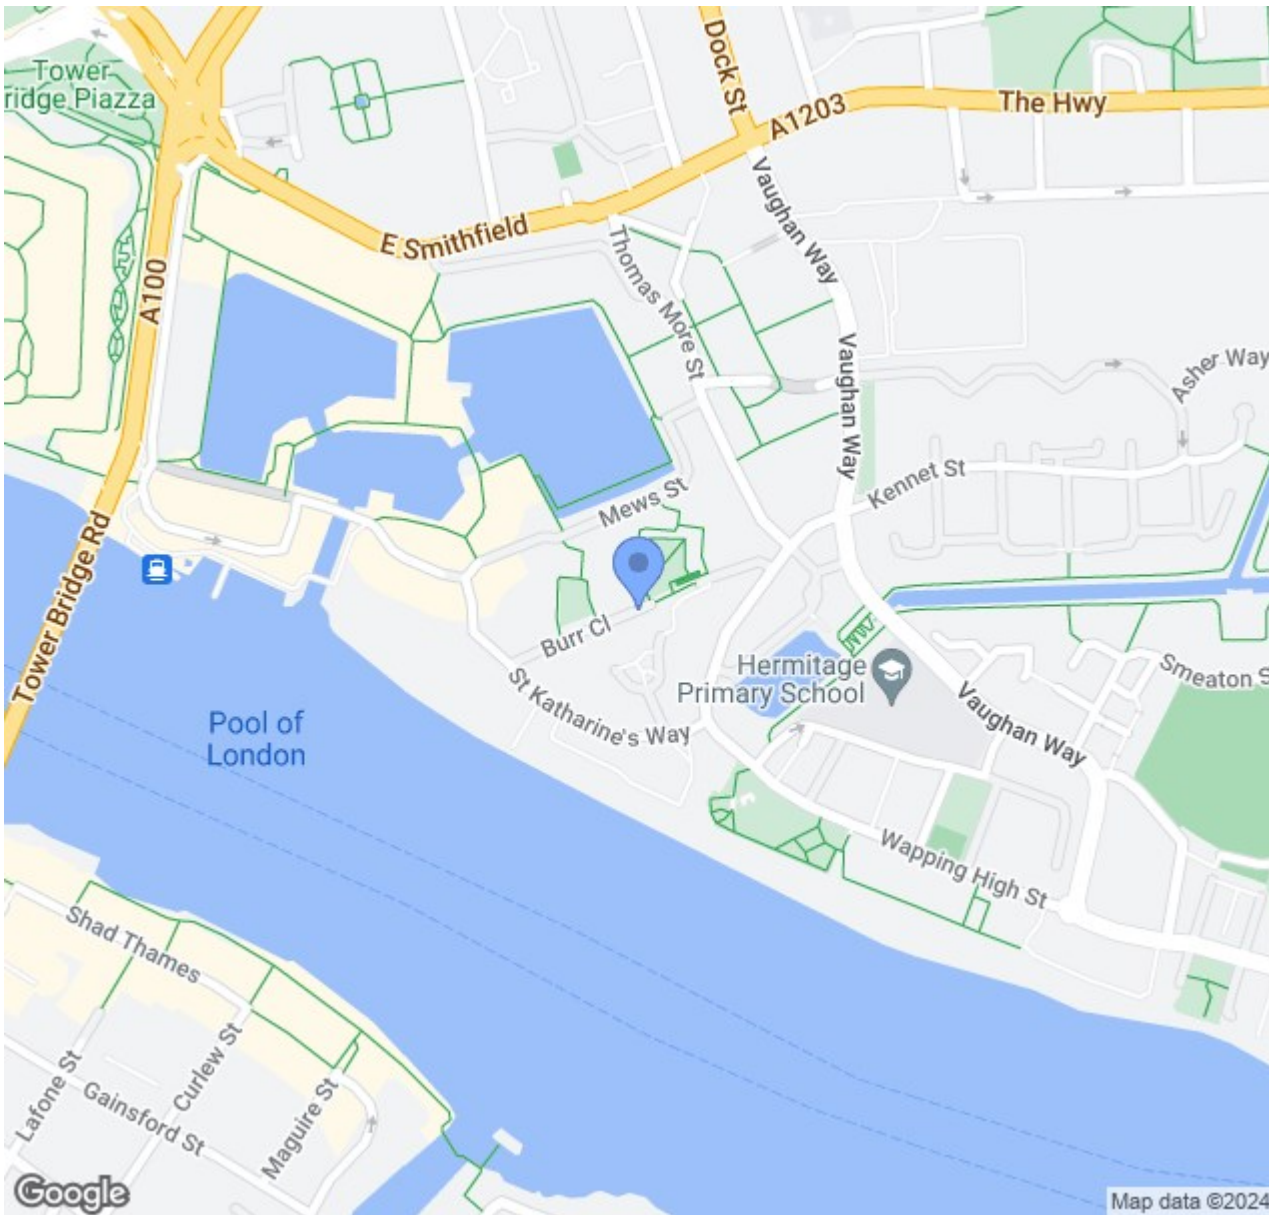 Tower
ridge Piazza
Dock St
A1203
The Hwy
E Smithfield
Vaughan Way
Thomas More St
A100
Vaughan Way
Asher Way
Kennet St
Mews St
Tower Bridge Rd
Burr Cl
Hermitage
Primary School
Smeaton S
St Katharine's Way
Vaughan Way
Pool of
London
Wapping High St
Shad Thames
Curlew St
Lafone St
Gainsford St
Maguire St
Google
Map data ©2024